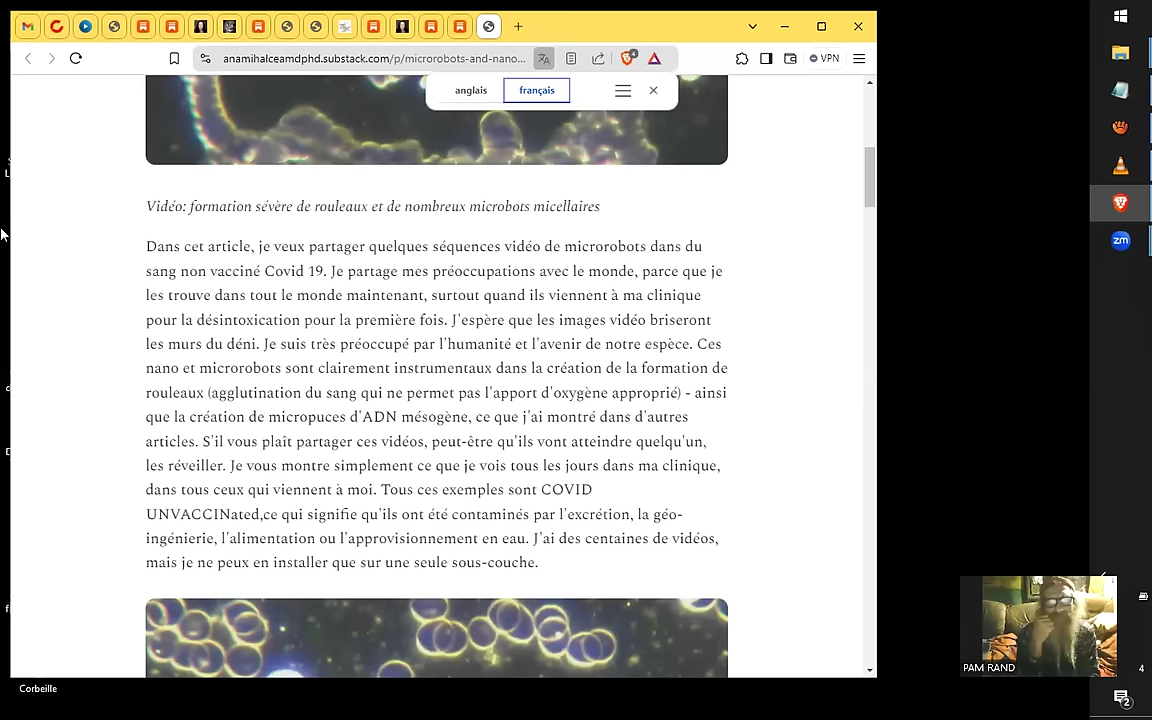 anamihalceamdphd.substack.com/p/microrobots-and-nano...
4
VPN
anglais
français
Vidéo: formation sévère de rouleaux et de nombreux microbots micellaires
Dans cet article, je veux partager quelques séquences vidéo de microrobots dans du
sang non vacciné Covid 19. Je partage mes préoccupations avec le monde, parce que je
les trouve dans tout le monde maintenant, surtout quand ils viennent à ma clinique
pour la désintoxication pour la première fois. J'espère que les images vidéo briseront
les murs du déni. Je suis très préoccupé par l'humanité et l'avenir de notre espèce. Ces
nano et microrobots sont clairement instrumentaux dans la création de la formation de
rouleaux (agglutination du sang qui ne permet pas l'apport d'oxygène approprié) - ainsi
que la création de micropuces d'ADN mésogène, ce que j'ai montré dans d'autres
articles. S'il vous plaît partager ces vidéos, peut-être qu'ils vont atteindre quelqu'un,
les réveiller. Je vous montre simplement ce que je vois tous les jours dans ma clinique,
dans tous ceux qui viennent à moi. Tous ces exemples sont COVID
UNVACCINated,ce qui signifie qu'ils ont été contaminés par l'excrétion, la géo-
ingénierie, l'alimentation ou l'approvisionnement en eau. J'ai des centaines de vidéos,
mais je ne peux en installer que sur une seule sous-couche.
zm
PAM RAND
4
2
Corbeille